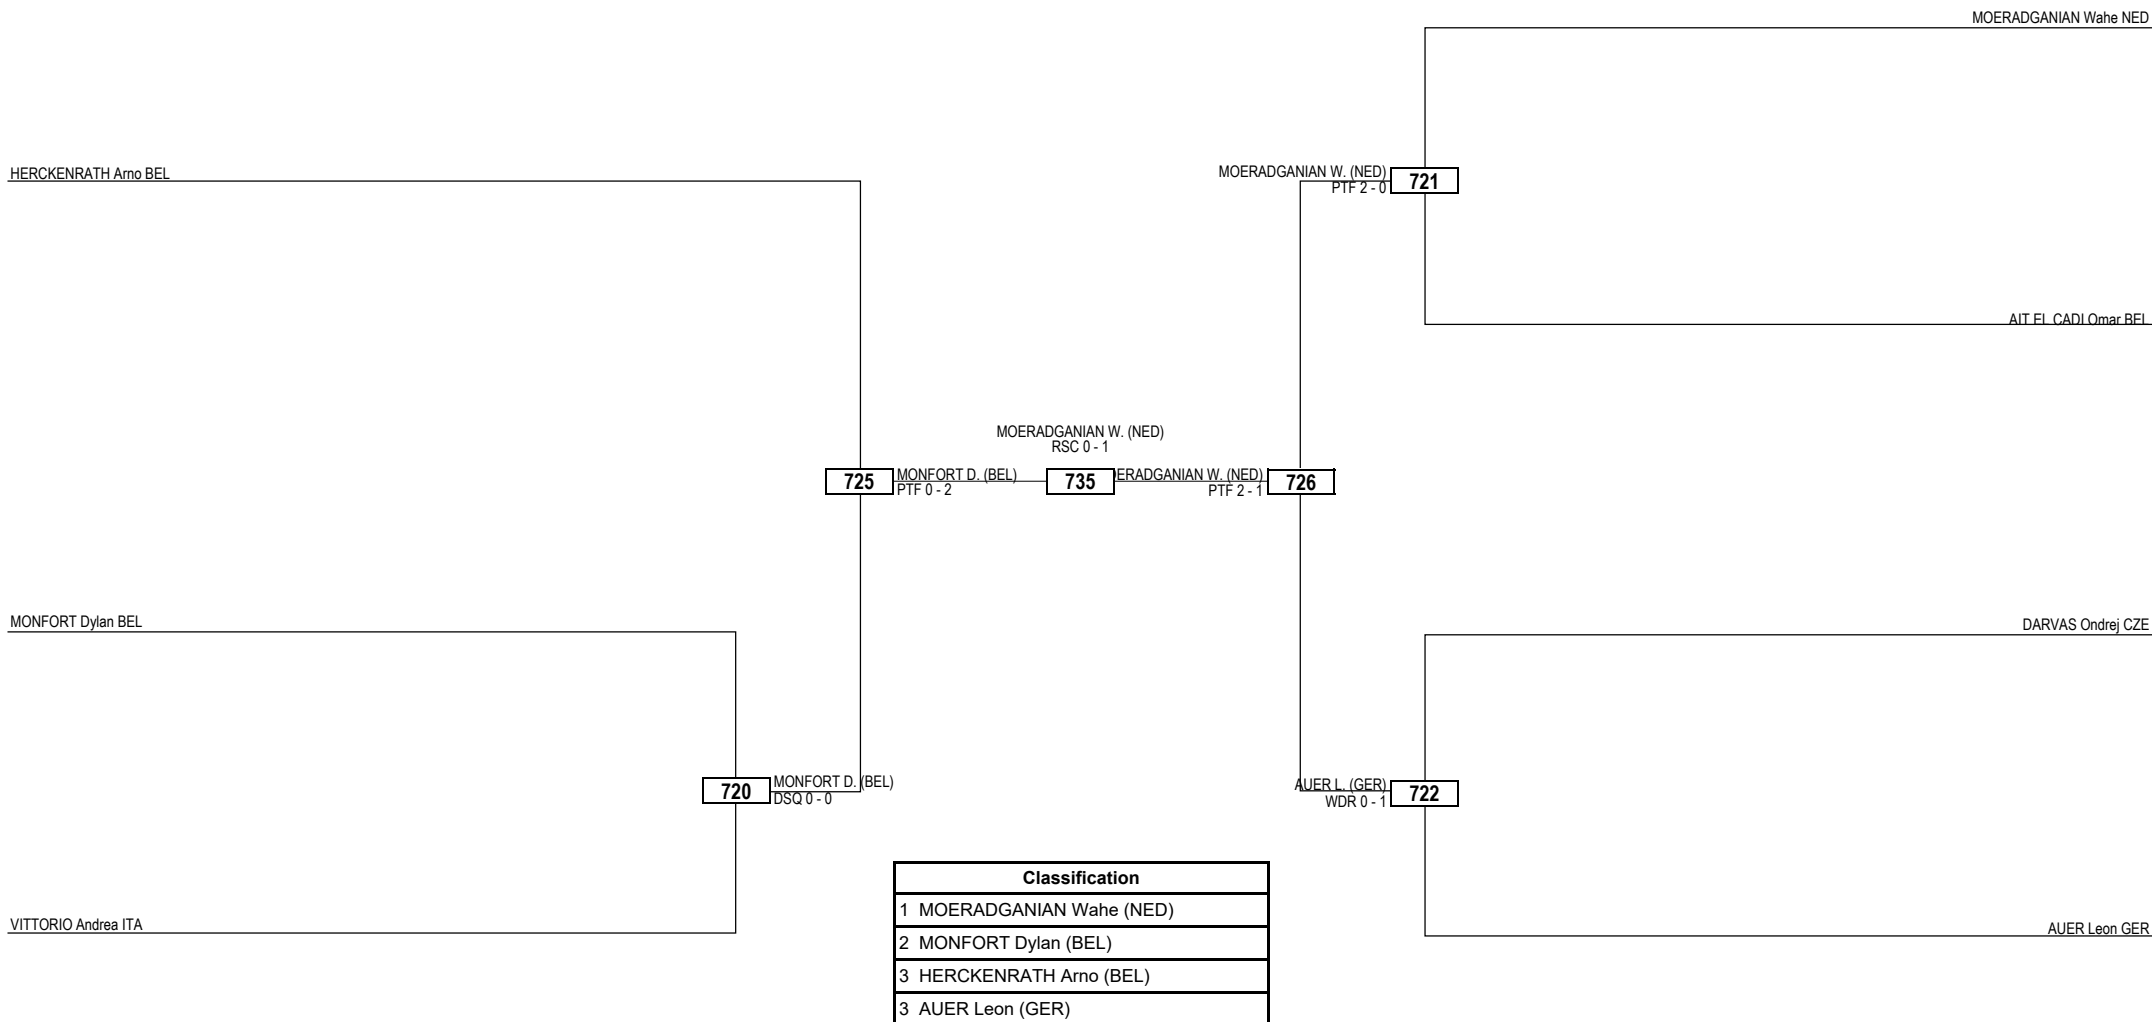 MOERADGANIAN Wahe NED
HERCKENRATH Arno BEL
MOERADGANIAN W. (NED)
PTF 2 - 0
721
AIT EL CADI Omar BEL
MOERADGANIAN W. (NED)
RSC 0 - 1
725
MONFORT D. (BEL)
PTF 0 - 2
735
ERADGANIAN W. (NED)
PTF 2 - 1
726
MONFORT Dylan BEL
DARVAS Ondrej CZE
720
MONFORT D. (BEL)
DSQ 0 - 0
AUER L. (GER)
WDR 0 - 1
722
VITTORIO Andrea ITA
AUER Leon GER
Classification
1 MOERADGANIAN Wahe (NED)
2 MONFORT Dylan (BEL)
3 HERCKENRATH Arno (BEL)
3 AUER Leon (GER)